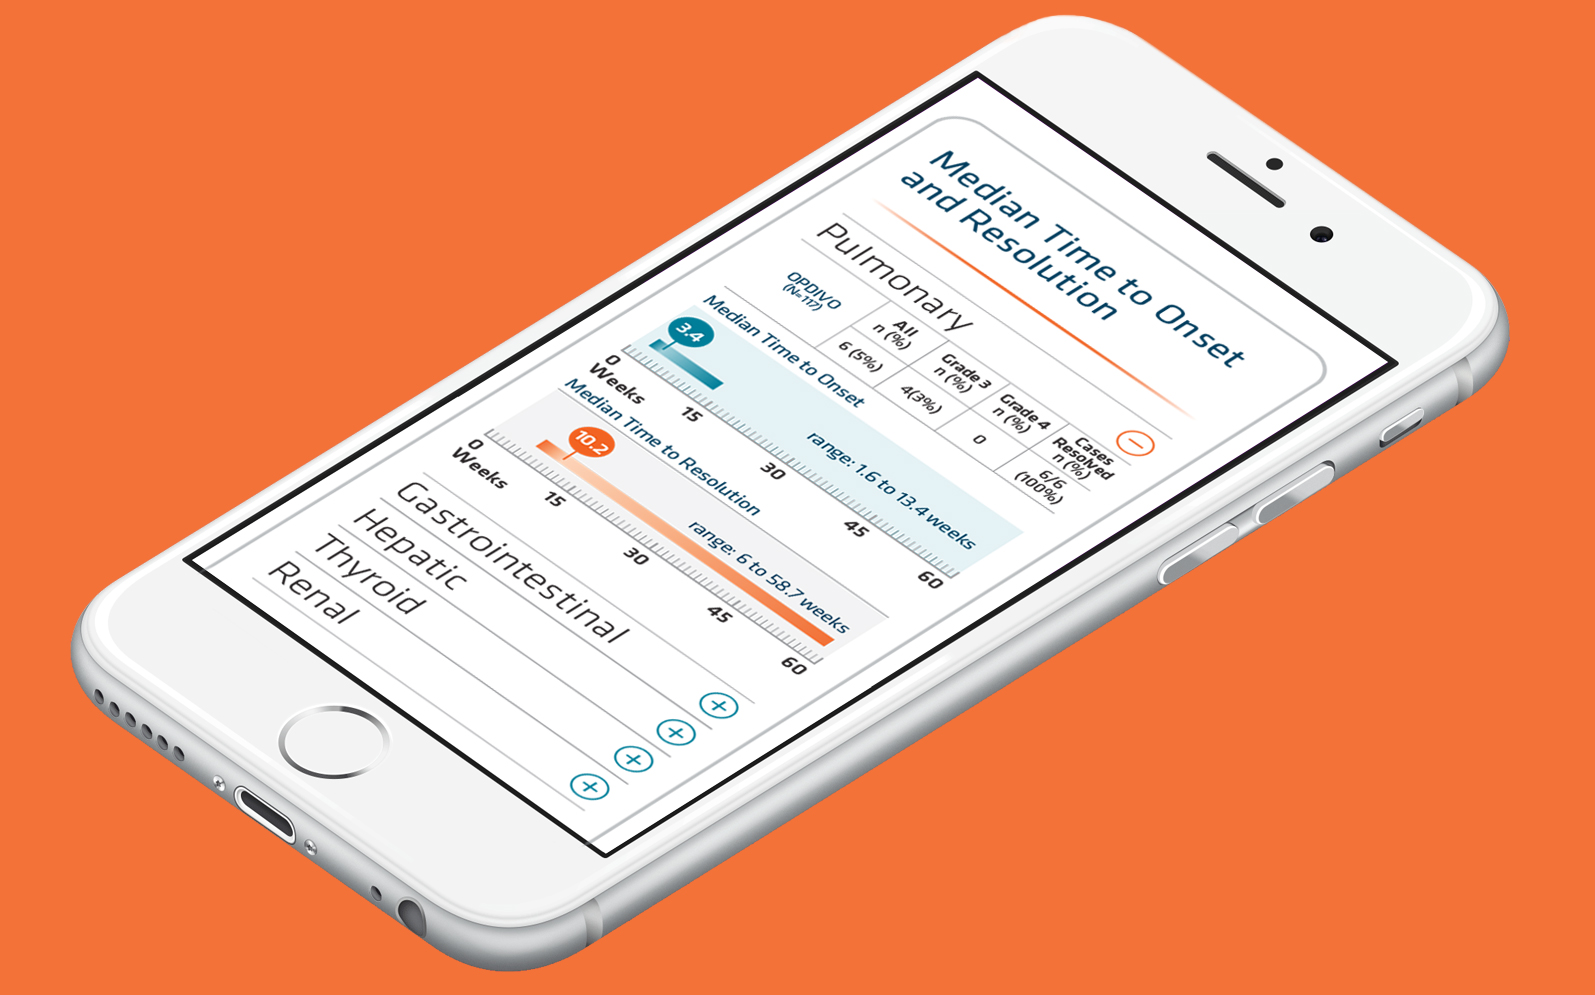 Median Time to Onset
and Resolution
Pulmonary
OPDIVO
(N=117)
All
n (%)
Grade 3
n (%)
Grade 4
n (%)
Cases
Resolved
n (%)
6 (5%)
4(3%)
0
6/6
(100%)
Median Time to Onset
3.4
range: 1.6 to 13.4 weeks
0
15
30
45
60
Weeks
Median Time to Resolution
10.2
range: 6 to 58.7 weeks
0
15
30
45
60
Weeks
Gastrointestinal
Hepatic
Thyroid
Renal